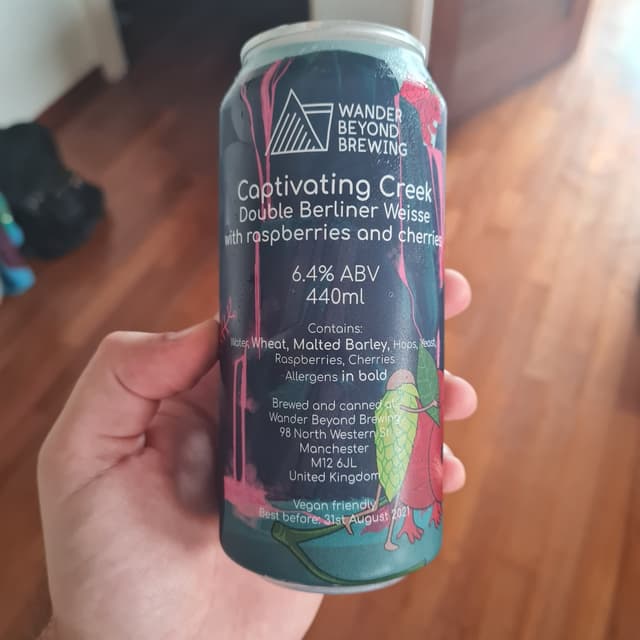 WANDER
BEYOND
BREWING
Captivating Creek
Double Berliner Weisse
with raspberries and cherries
6.4% ABV
440ml
Contains:
Water, Wheat, Malted Barley, Hops, Yeast,
Raspberries, Cherries
Allergens in bold
Brewed and canned at:
Wander Beyond Brewing
98 North Western St
Manchester
M12 6JL
United Kingdom
Vegan friendly
Best before: 31st August 2021